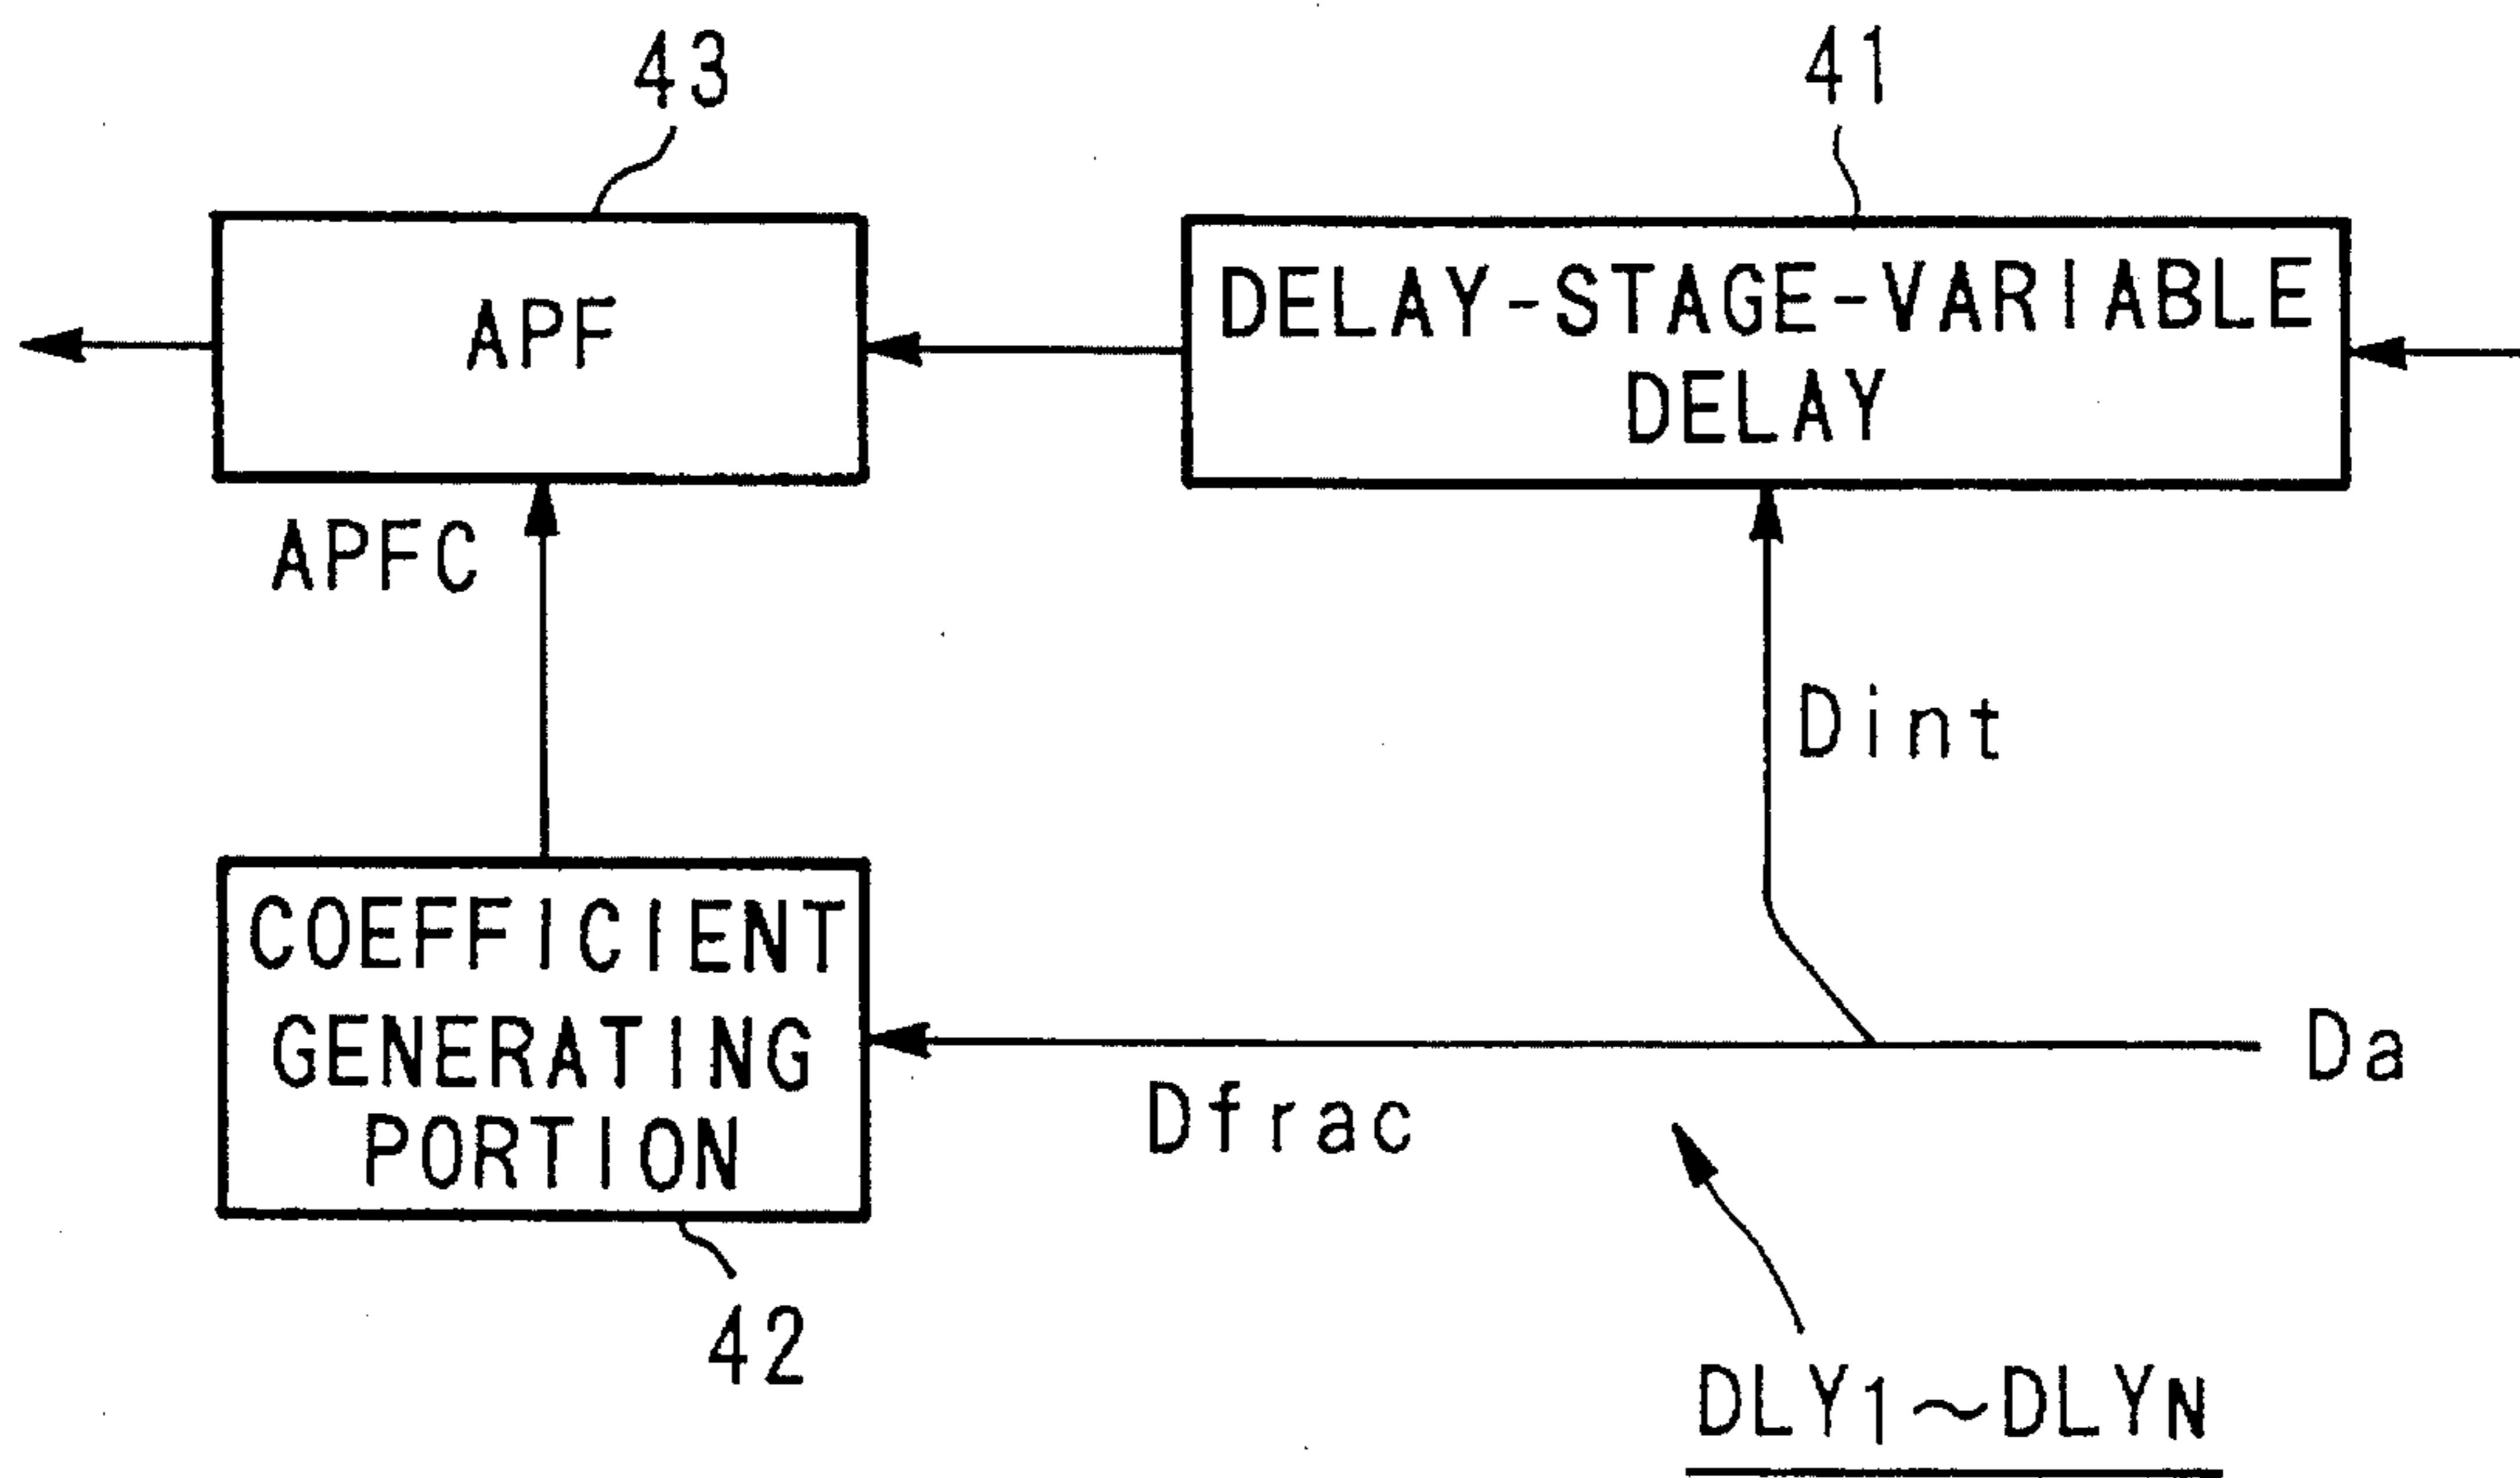 43
41
APF
DELAY-STAGE-VARIABLE
DELAY
APFC
Dint
COEFFICIENT
GENERATING
PORTION
Da
Dfrac
42
DLY1~DLYN